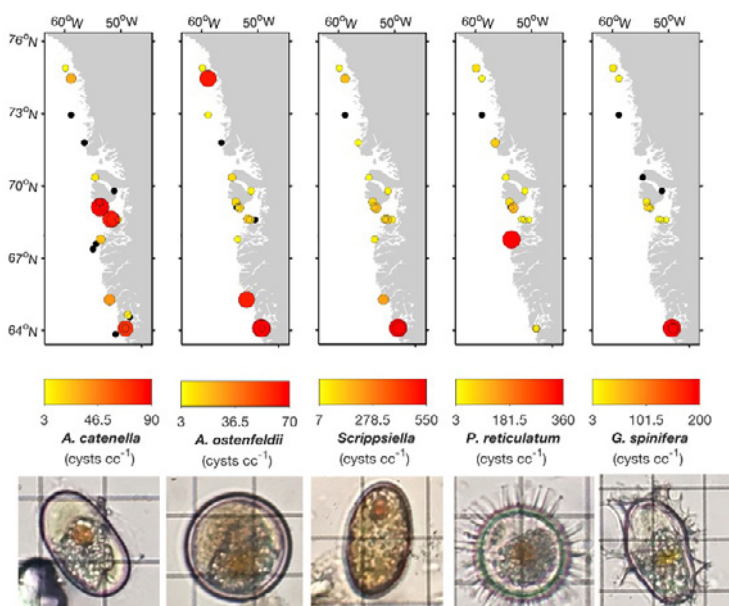 60°W 50°W 60°W 50°W 60°W 50°W 60°W 50°W 60°W 50°W
76°N
73°N
70°N
67°N
64°N
3 46.5 90 3 36.5 70 7 278.5 550 3 181.5 360 3 101.5 200
A. catenella A. ostenfeldii Scrippsiella P. reticulatum G. spinifera
(cysts cc⁻¹) (cysts cc⁻¹) (cysts cc⁻¹) (cysts cc⁻¹) (cysts cc⁻¹)